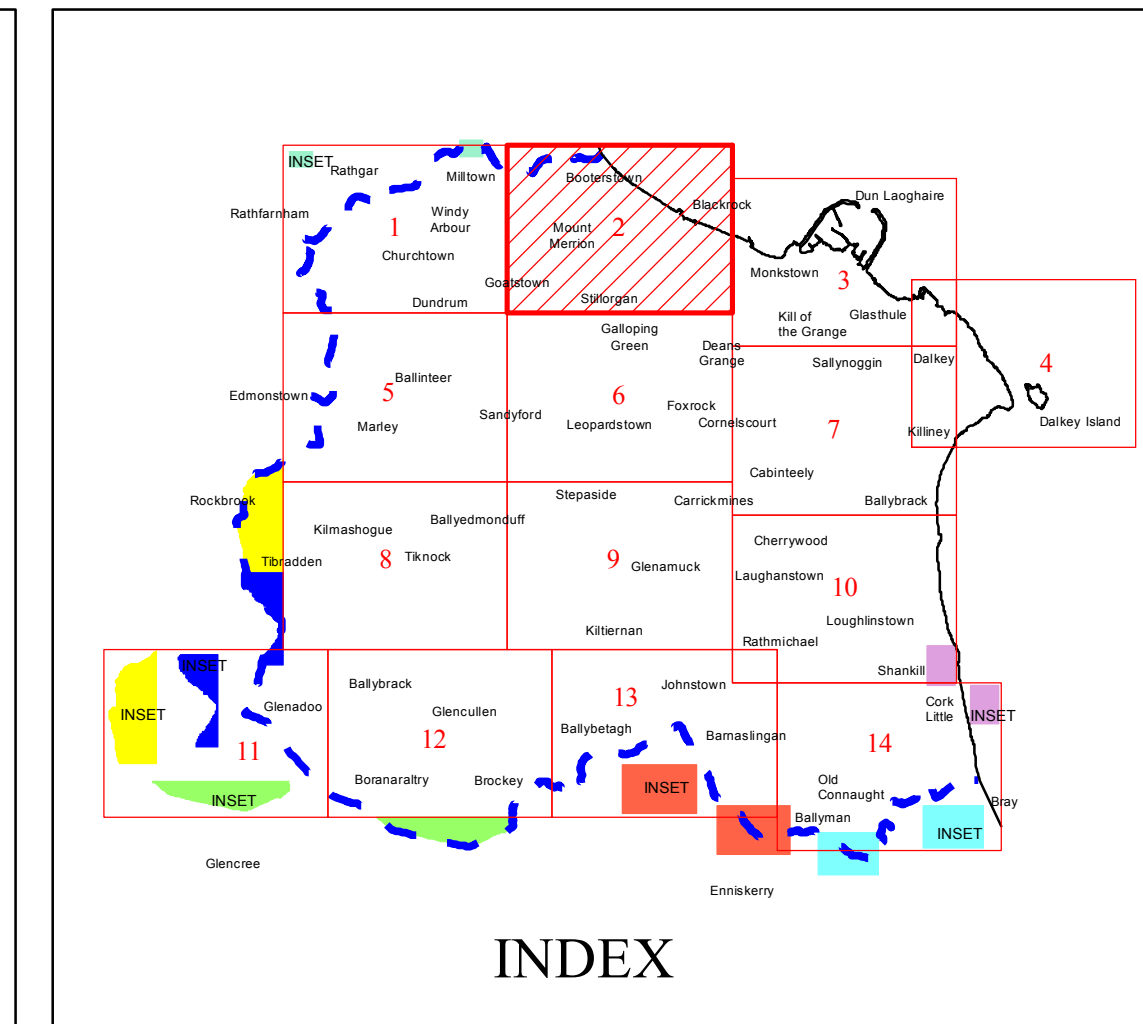 INSET
Rathgar
Milltown
Booterstown
Rathfarnham
Windy
Arbour
1
Churchtown
Goatstown
Dundrum
Mount
Merrion
2
Blackrock
Stillorgan
Dun Laoghaire
Monkstown
3
Kill of
the Grange
Glasthule
Galloping
Green
Deans
Grange
Sallynoggin
Dalkey
4
Dalkey Island
Edmonstown
Ballinteer
5
Marley
Sandyford
6
Foxrock
Leopardstown
Cornelscourt
7
Killiney
Cabinteely
Ballybrack
Rockbrook
Kilmashogue
Ballyedmonduff
Tibradden
8
Tiknock
Stepaside
Carrickmines
9
Glenamuck
Kiltiernan
Cherrywood
Laughanstown
10
Loughlinstown
Rathmichael
Shankill
INSET
INSET
Glenadoo
11
INSET
Glencree
Ballybrack
Glencullen
12
Boranaraltry
Brockey
13
Johnstown
Ballybetagh
Barnaslingan
INSET
Enniskerry
Cork
Little
INSET
14
Old
Connaught
Ballyman
Bray
INSET
INDEX